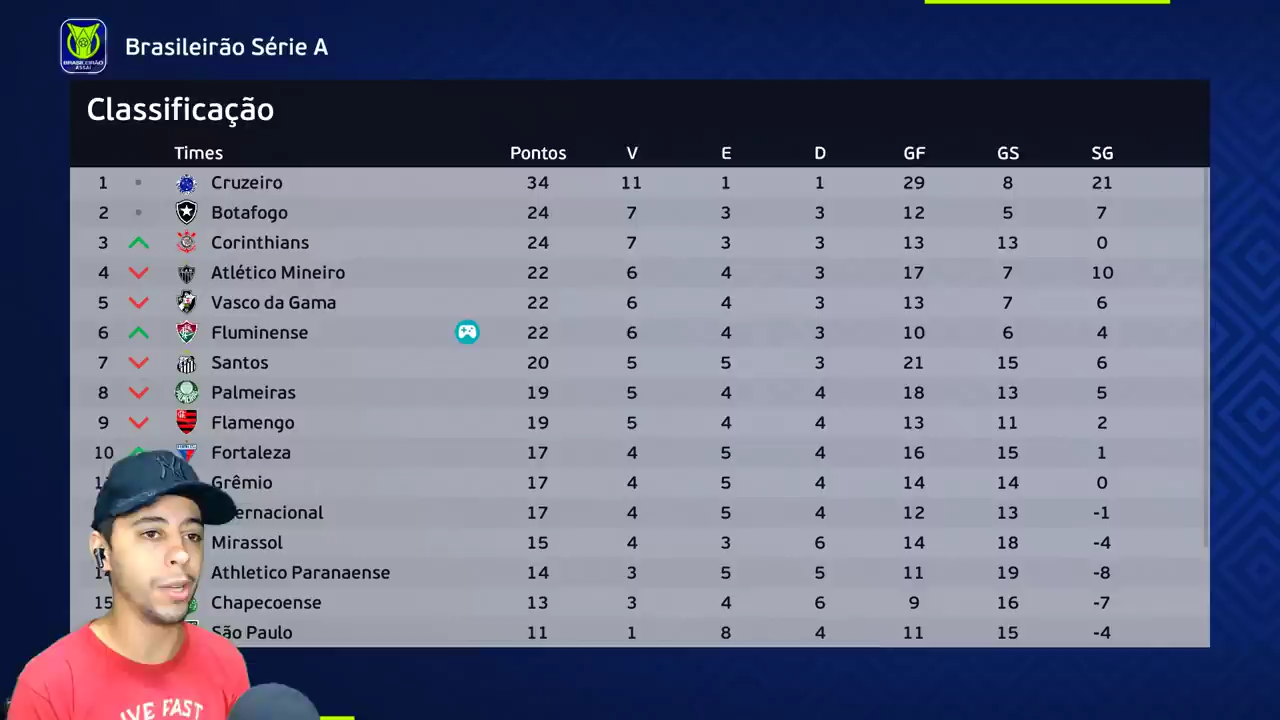 BRASILEIRÃO
ASSAÍ
Brasileirão Série A
Classificação
Times Pontos V E D GF GS SG
1 Cruzeiro 34 11 1 1 29 8 21
2 Botafogo 24 7 3 3 12 5 7
3 Corinthians 24 7 3 3 13 13 0
4 Atlético Mineiro 22 6 4 3 17 7 10
5 Vasco da Gama 22 6 4 3 13 7 6
6 Fluminense 22 6 4 3 10 6 4
7 Santos 20 5 5 3 21 15 6
8 Palmeiras 19 5 4 4 18 13 5
9 Flamengo 19 5 4 4 13 11 2
10 Fortaleza 17 4 5 4 16 15 1
Grêmio 17 4 5 4 14 14 0
ernacional 17 4 5 4 12 13 -1
Mirassol 15 4 3 6 14 18 -4
Athletico Paranaense 14 3 5 5 11 19 -8
15 Chapecoense 13 3 4 6 9 16 -7
São Paulo 11 1 8 4 11 15 -4
LIVE FAST